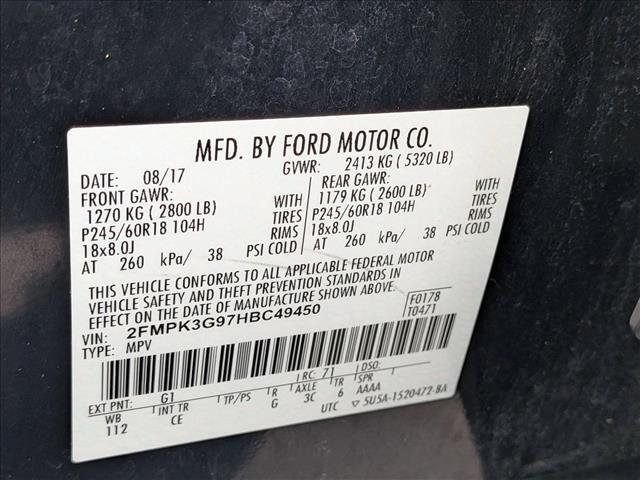 MFD. BY FORD MOTOR CO.
DATE: 08/17 GVWR: 2413 KG ( 5320 LB)
FRONT GAWR: REAR GAWR:
1270 KG ( 2800 LB) WITH 1179 KG ( 2600 LB) WITH
P245/60R18 104H TIRES P245/60R18 104H TIRES
18x8.0J RIMS 18x8.0J RIMS
AT 260 kPa/ 38 PSI COLD AT 260 kPa/ 38 PSI COLD
THIS VEHICLE CONFORMS TO ALL APPLICABLE FEDERAL MOTOR
VEHICLE SAFETY AND THEFT PREVENTION STANDARDS IN
EFFECT ON THE DATE OF MANUFACTURE SHOWN ABOVE.
VIN: 2FMPK3G97HBC49450 F0178
TYPE: MPV T0471
EXT PNT: G1 RC: 71 DSO:
WB INT TR TP/PS R AXLE TR SPR
112 CE G 3C 6 AAAA
UTC ▽ 5U5A-1520472-BA